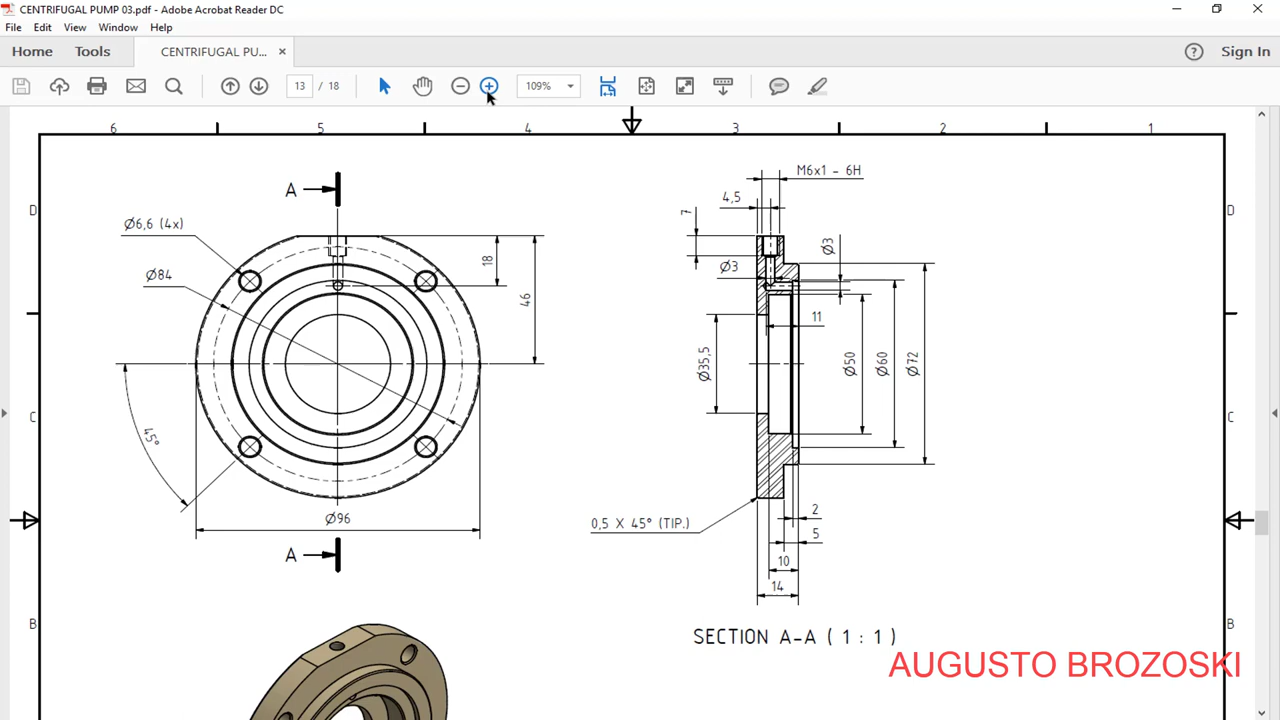 CENTRIFUGAL PUMP 03.pdf - Adobe Acrobat Reader DC
File Edit View Window Help
Home Tools CENTRIFUGAL PU... × Sign In
13 / 18 109%
6 5 4 3 2 1
A
M6x1 - 6H
D 4,5 7 D
Ø6,6 (4x)
Ø3
Ø84 18 Ø3
46
11
Ø35,5 Ø50 Ø60 Ø72
C C
45°
2
Ø96 0,5 X 45° (TIP.)
5
A 10
14
B B
SECTION A-A ( 1 : 1 )
AUGUSTO BROZOSKI